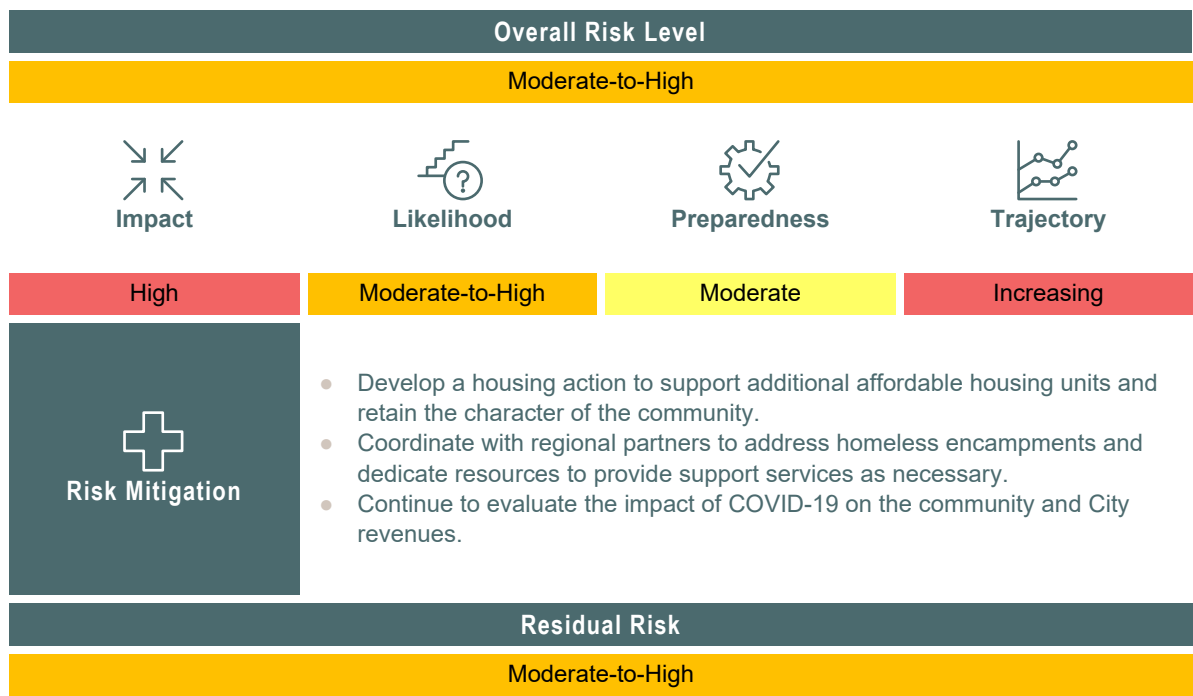 Overall Risk Level
Moderate-to-High
Impact
Likelihood
Preparedness
Trajectory
High
Moderate-to-High
Moderate
Increasing
Risk Mitigation
● Develop a housing action to support additional affordable housing units and
retain the character of the community.
● Coordinate with regional partners to address homeless encampments and
dedicate resources to provide support services as necessary.
● Continue to evaluate the impact of COVID-19 on the community and City
revenues.
Residual Risk
Moderate-to-High